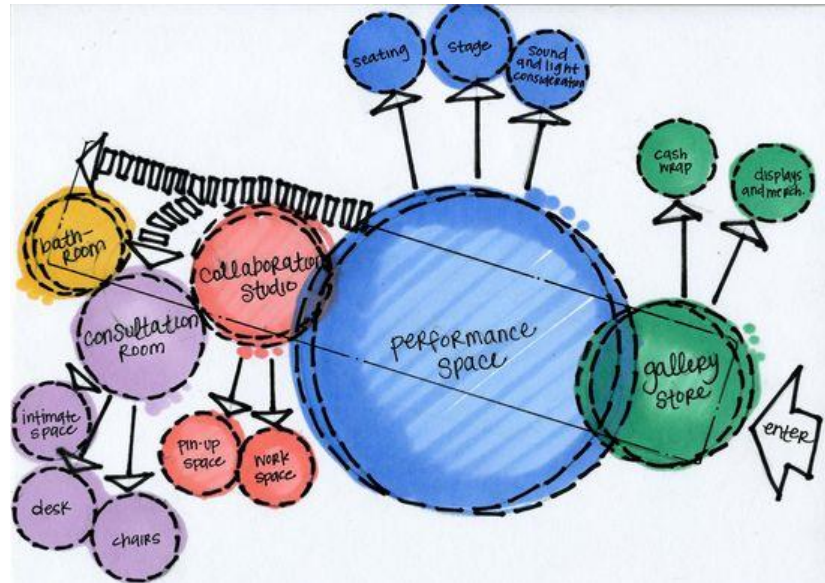 seating
stage
sound
and light
consideration
cash
wrap
displays
and merch.
bath-
room
collaboration
studio
consultation
room
performance
space
gallery
store
enter
intimate
space
pin-up
space
work
space
desk
chairs